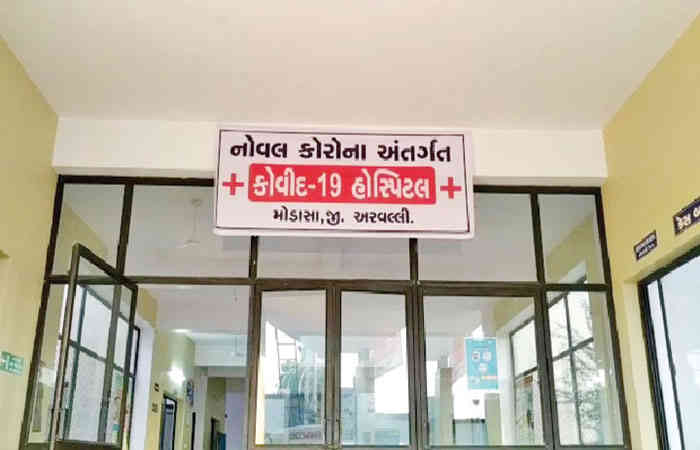 નોવલ કોરોના અંતર્ગત
કોવીદ-19 હોસ્પિટલ
મોડાસા,જી. અરવલ્લી.